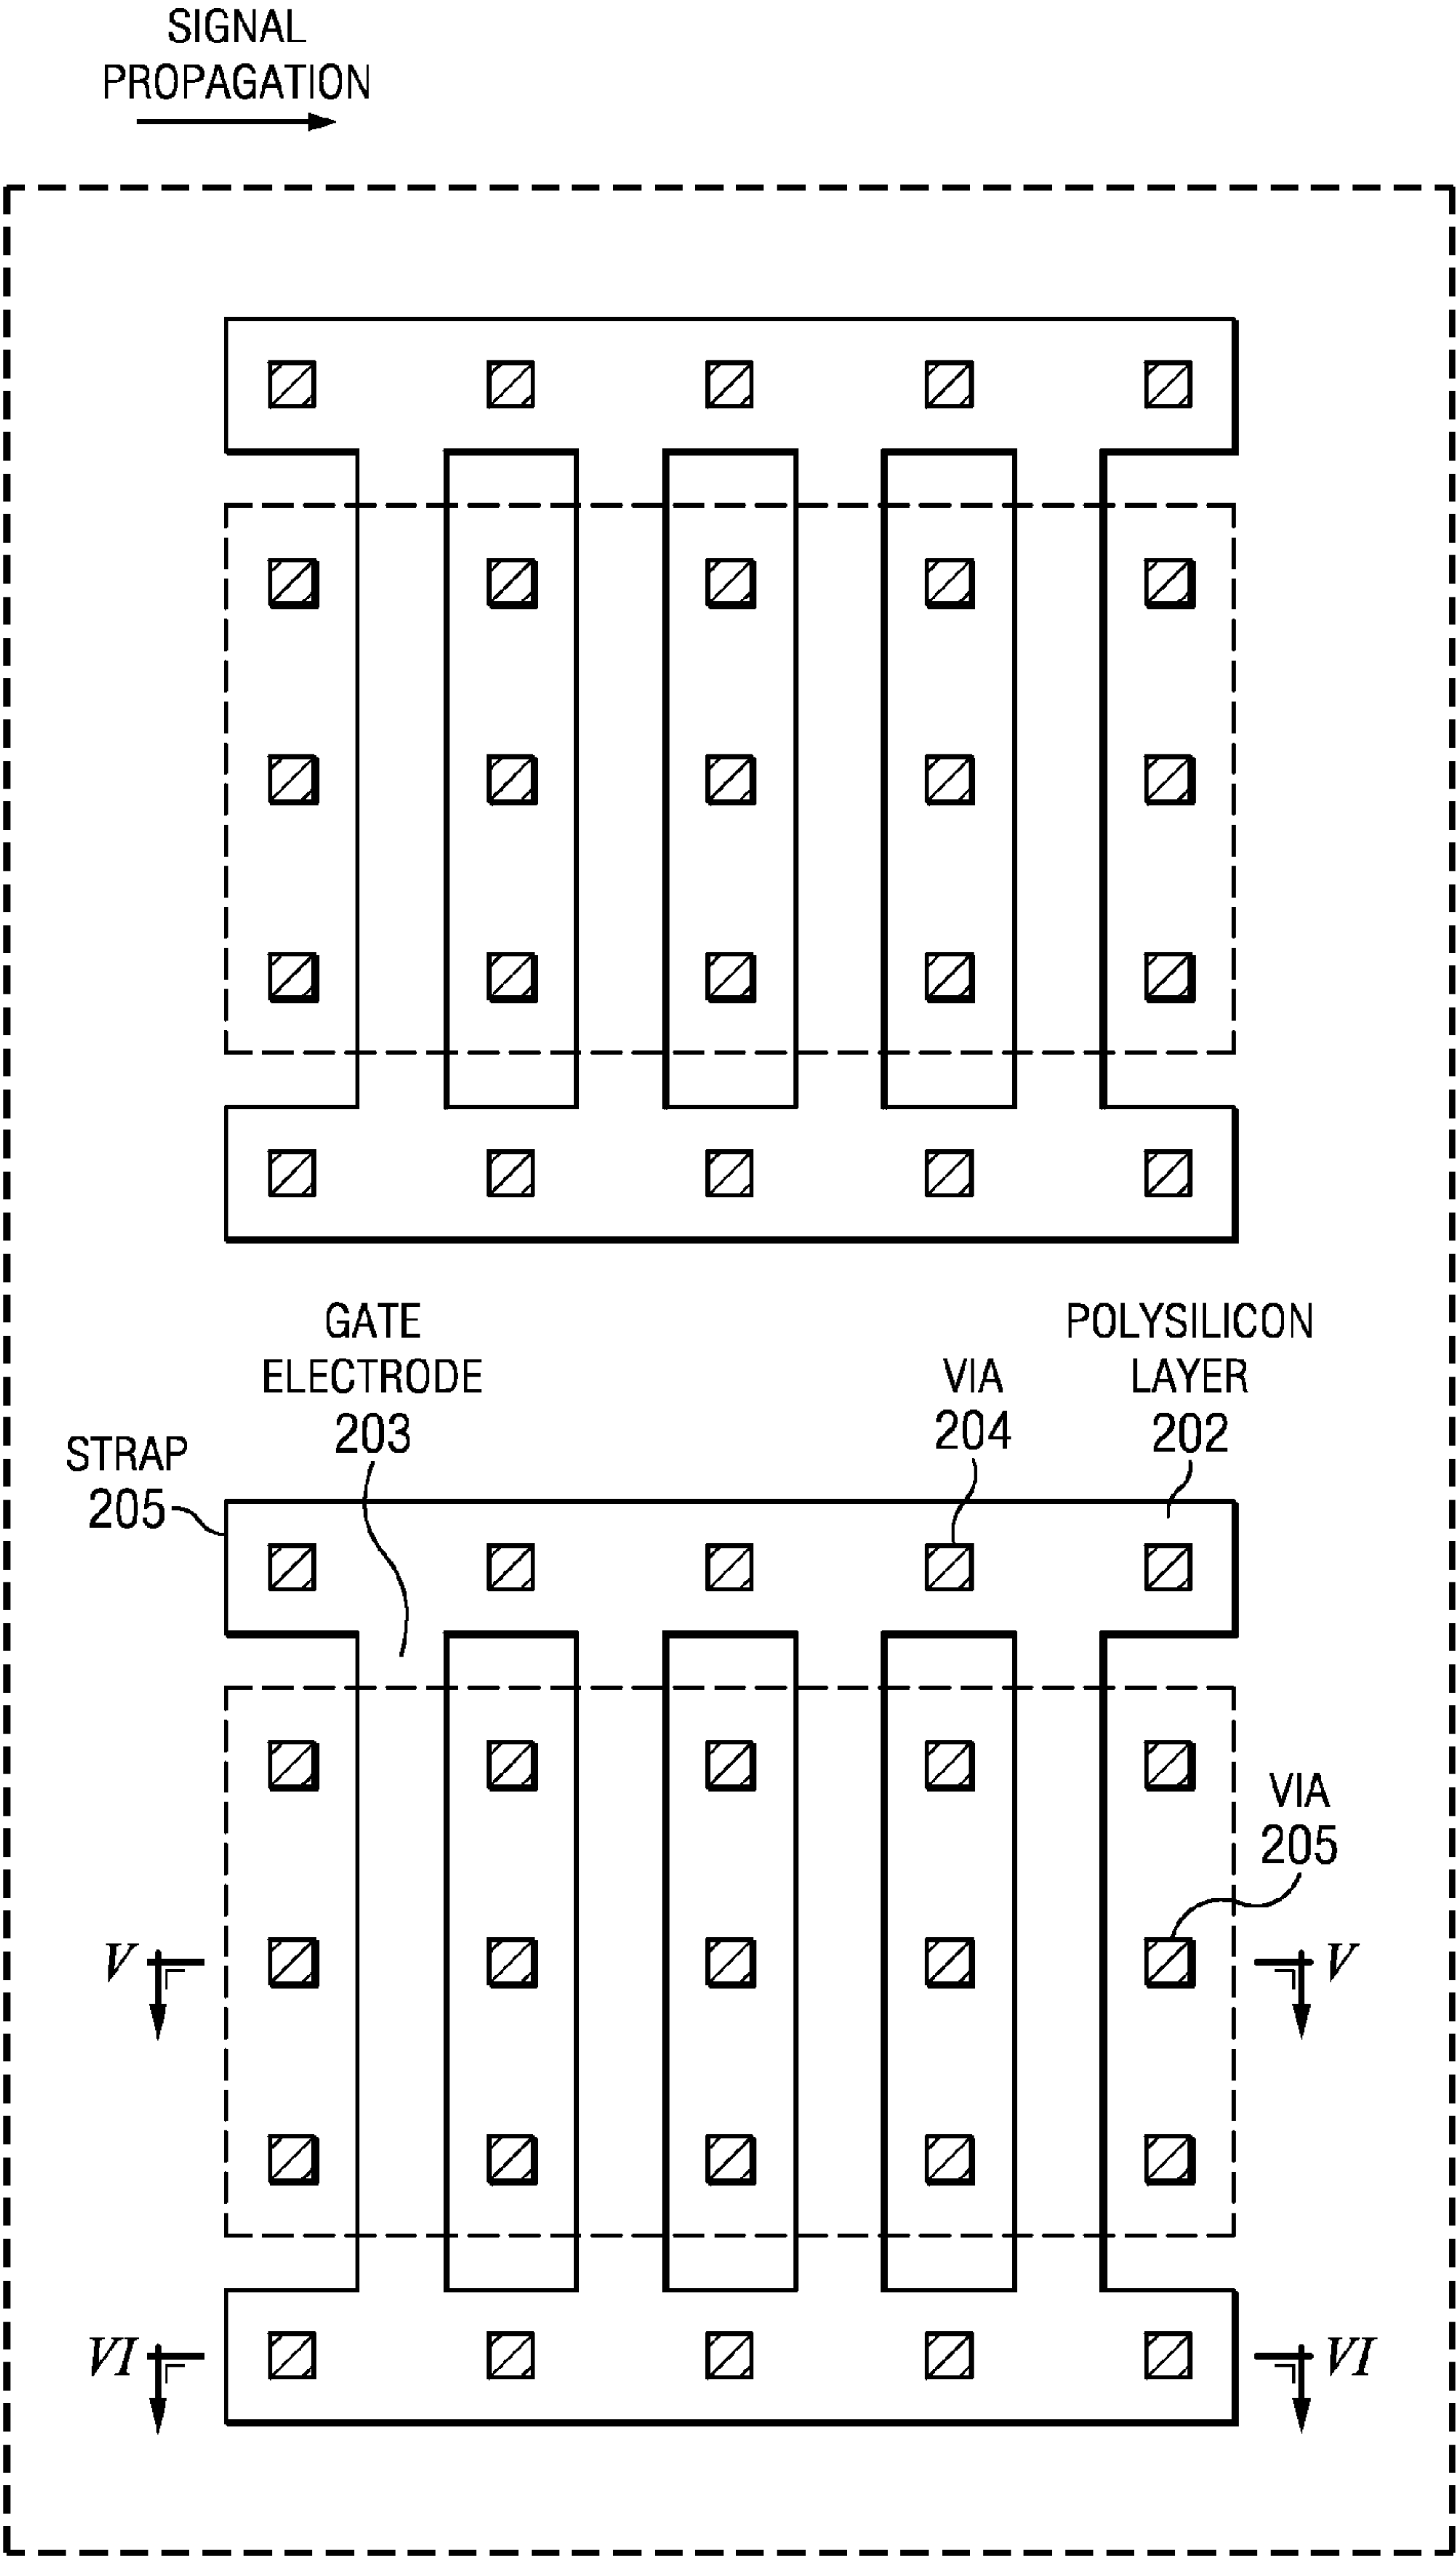 SIGNAL
PROPAGATION
GATE
ELECTRODE
203
POLYSILICON
LAYER
202
VIA
204
STRAP
205
VIA
205
V
V
VI
VI